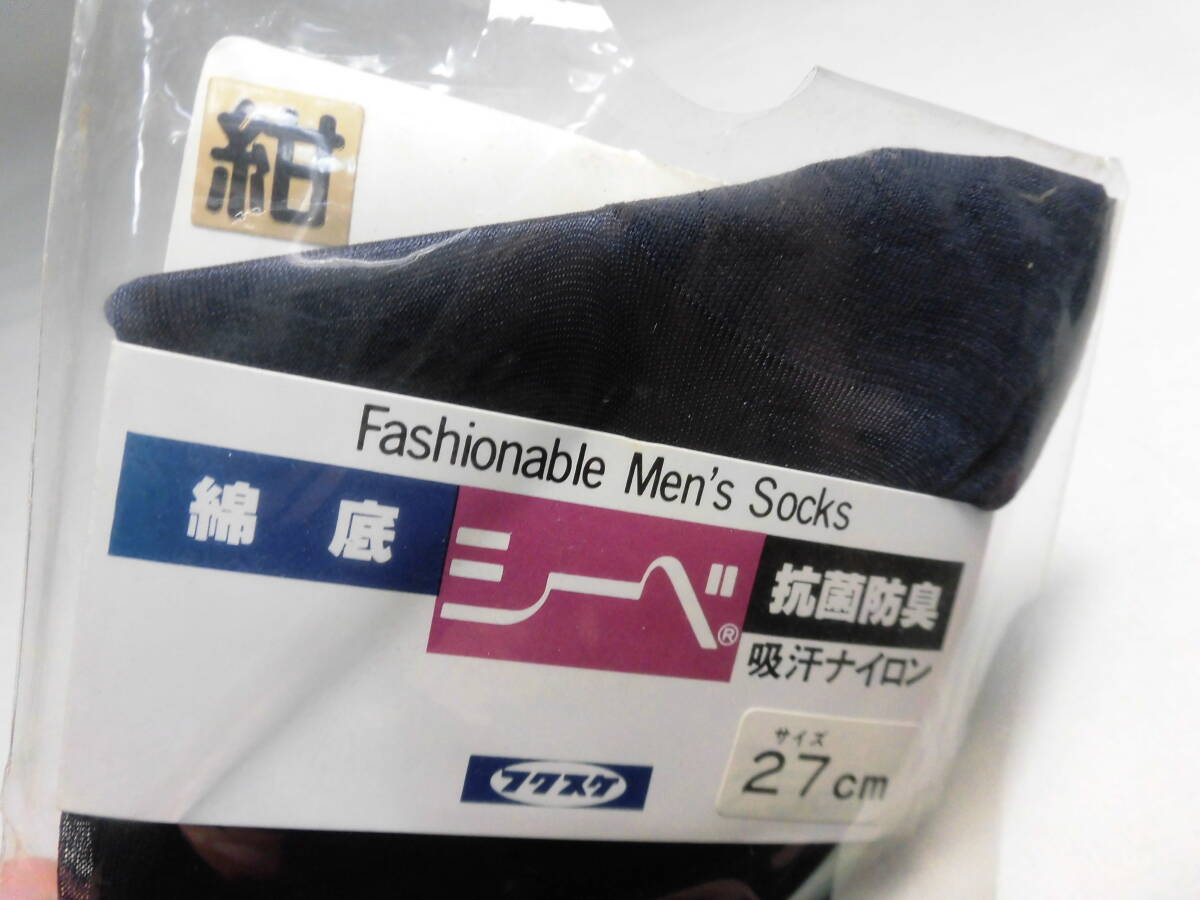 紺
Fashionable Men's Socks
綿底
シーベ®
抗菌防臭
吸汗ナイロン
サイズ
27cm
フクスケ